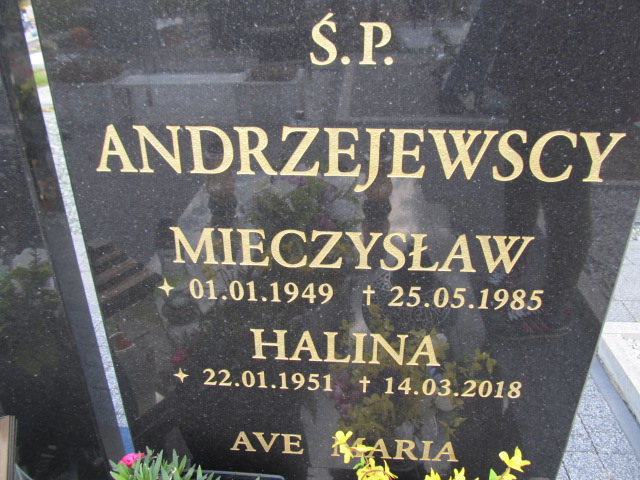 Ś.P.
ANDRZEJEWSCY
MIECZYSŁAW
✦ 01.01.1949 † 25.05.1985
HALINA
✦ 22.01.1951 † 14.03.2018
AVE MARIA